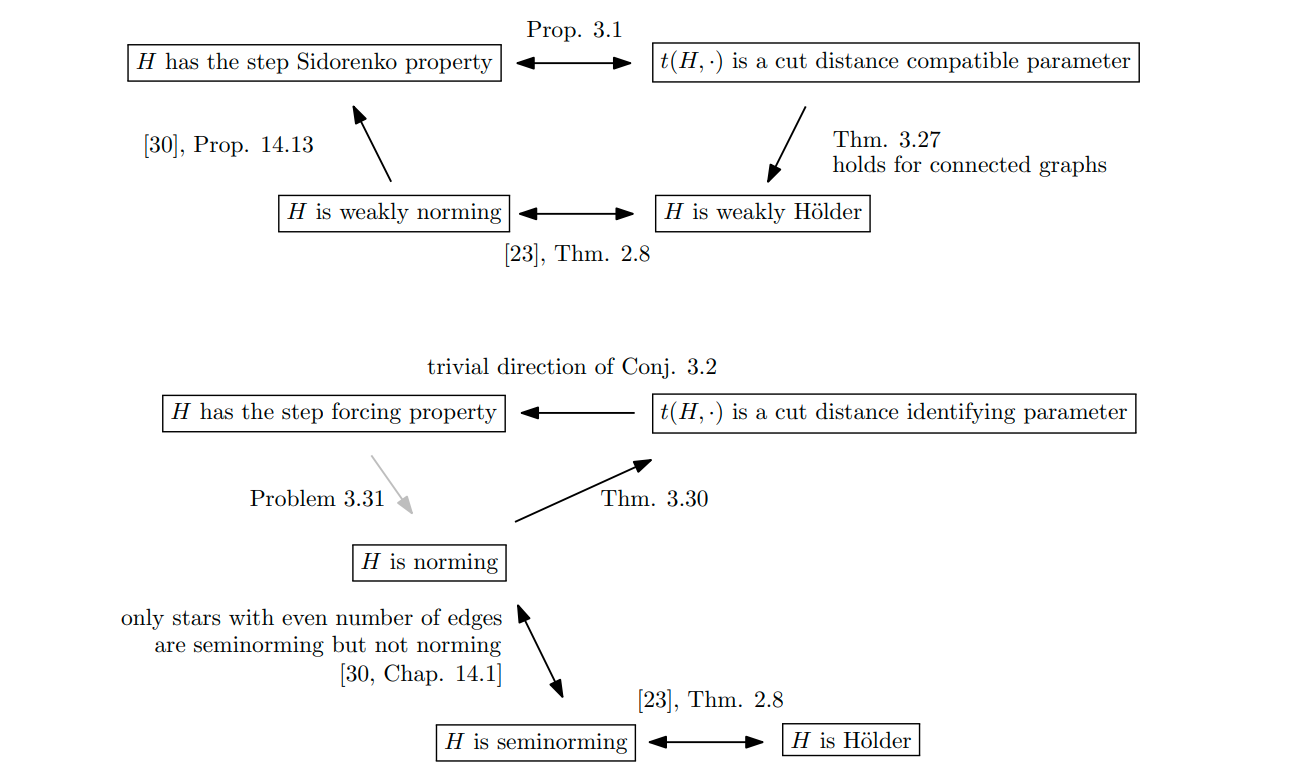 Prop. 3.1
H has the step Sidorenko property
t(H, ·) is a cut distance compatible parameter
[30], Prop. 14.13
Thm. 3.27
holds for connected graphs
H is weakly norming
H is weakly Hölder
[23], Thm. 2.8
trivial direction of Conj. 3.2
H has the step forcing property
t(H, ·) is a cut distance identifying parameter
Problem 3.31
Thm. 3.30
H is norming
only stars with even number of edges
are seminorming but not norming
[30, Chap. 14.1]
[23], Thm. 2.8
H is seminorming
H is Hölder